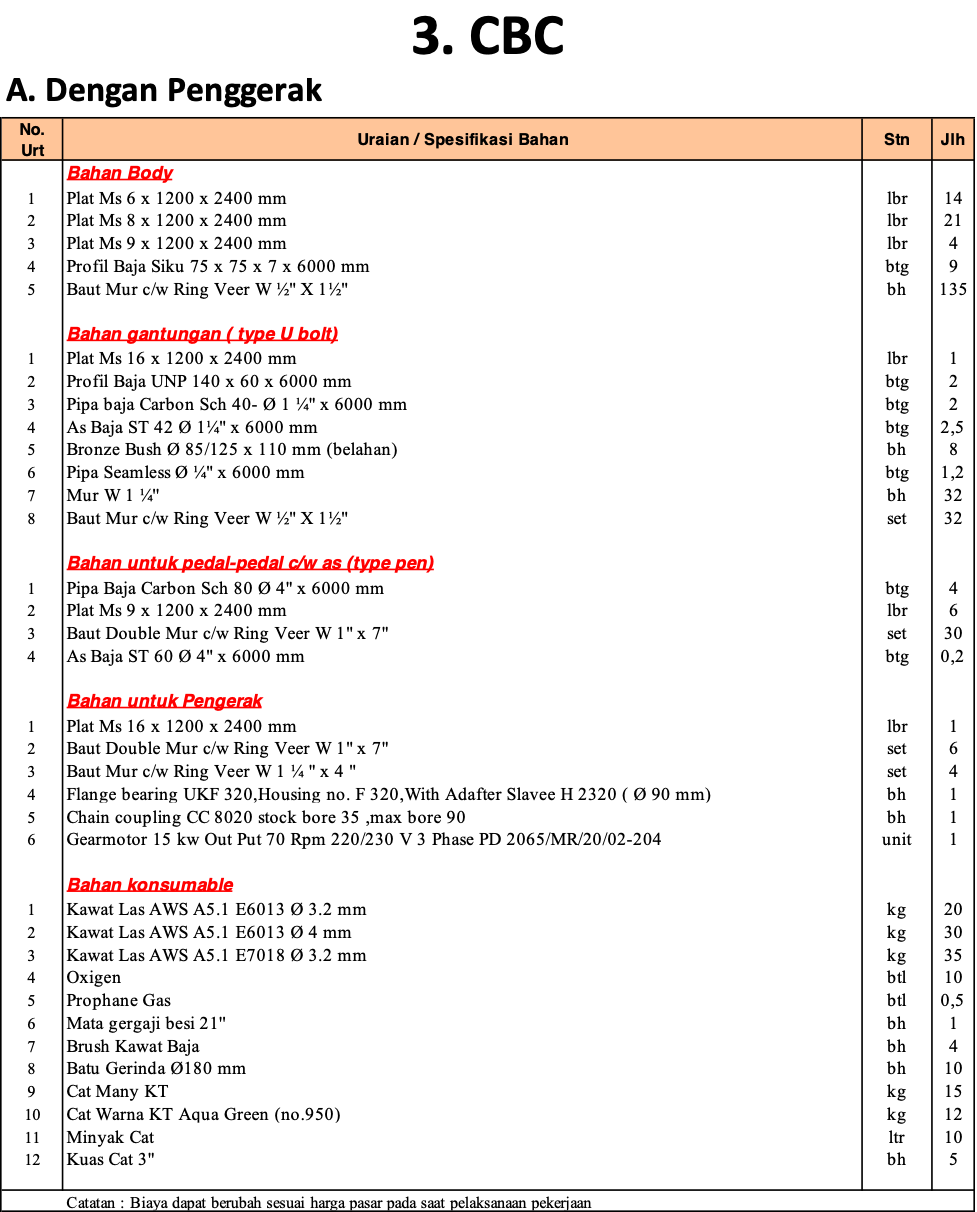 3. CBC
A. Dengan Penggerak
No. Urt Uraian / Spesifikasi Bahan Stn Jlh
Bahan Body
1 Plat Ms 6 x 1200 x 2400 mm lbr 14
2 Plat Ms 8 x 1200 x 2400 mm lbr 21
3 Plat Ms 9 x 1200 x 2400 mm lbr 4
4 Profil Baja Siku 75 x 75 x 7 x 6000 mm btg 9
5 Baut Mur c/w Ring Veer W ½" X 1½" bh 135
Bahan gantungan ( type U bolt)
1 Plat Ms 16 x 1200 x 2400 mm lbr 1
2 Profil Baja UNP 140 x 60 x 6000 mm btg 2
3 Pipa baja Carbon Sch 40- Ø 1 ¼" x 6000 mm btg 2
4 As Baja ST 42 Ø 1¼" x 6000 mm btg 2,5
5 Bronze Bush Ø 85/125 x 110 mm (belahan) bh 8
6 Pipa Seamless Ø ¼" x 6000 mm btg 1,2
7 Mur W 1 ¼" bh 32
8 Baut Mur c/w Ring Veer W ½" X 1½" set 32
Bahan untuk pedal-pedal c/w as (type pen)
1 Pipa Baja Carbon Sch 80 Ø 4" x 6000 mm btg 4
2 Plat Ms 9 x 1200 x 2400 mm lbr 6
3 Baut Double Mur c/w Ring Veer W 1" x 7" set 30
4 As Baja ST 60 Ø 4" x 6000 mm btg 0,2
Bahan untuk Pengerak
1 Plat Ms 16 x 1200 x 2400 mm lbr 1
2 Baut Double Mur c/w Ring Veer W 1" x 7" set 6
3 Baut Mur c/w Ring Veer W 1 ¼ " x 4 " set 4
4 Flange bearing UKF 320,Housing no. F 320,With Adafter Slavee H 2320 ( Ø 90 mm) bh 1
5 Chain coupling CC 8020 stock bore 35 ,max bore 90 bh 1
6 Gearmotor 15 kw Out Put 70 Rpm 220/230 V 3 Phase PD 2065/MR/20/02-204 unit 1
Bahan konsumable
1 Kawat Las AWS A5.1 E6013 Ø 3.2 mm kg 20
2 Kawat Las AWS A5.1 E6013 Ø 4 mm kg 30
3 Kawat Las AWS A5.1 E7018 Ø 3.2 mm kg 35
4 Oxigen btl 10
5 Prophane Gas btl 0,5
6 Mata gergaji besi 21" bh 1
7 Brush Kawat Baja bh 4
8 Batu Gerinda Ø180 mm bh 10
9 Cat Many KT kg 15
10 Cat Warna KT Aqua Green (no.950) kg 12
11 Minyak Cat ltr 10
12 Kuas Cat 3" bh 5
Catatan : Biaya dapat berubah sesuai harga pasar pada saat pelaksanaan pekerjaan